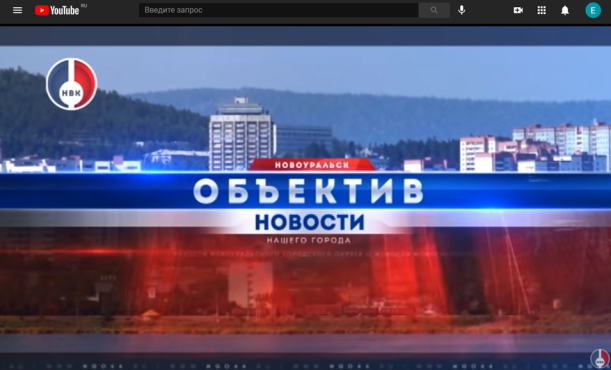 YouTube RU
Введите запрос
E
НВК
НОВОУРАЛЬСК
ОБЪЕКТИВ
НОВОСТИ
НАШЕГО ГОРОДА